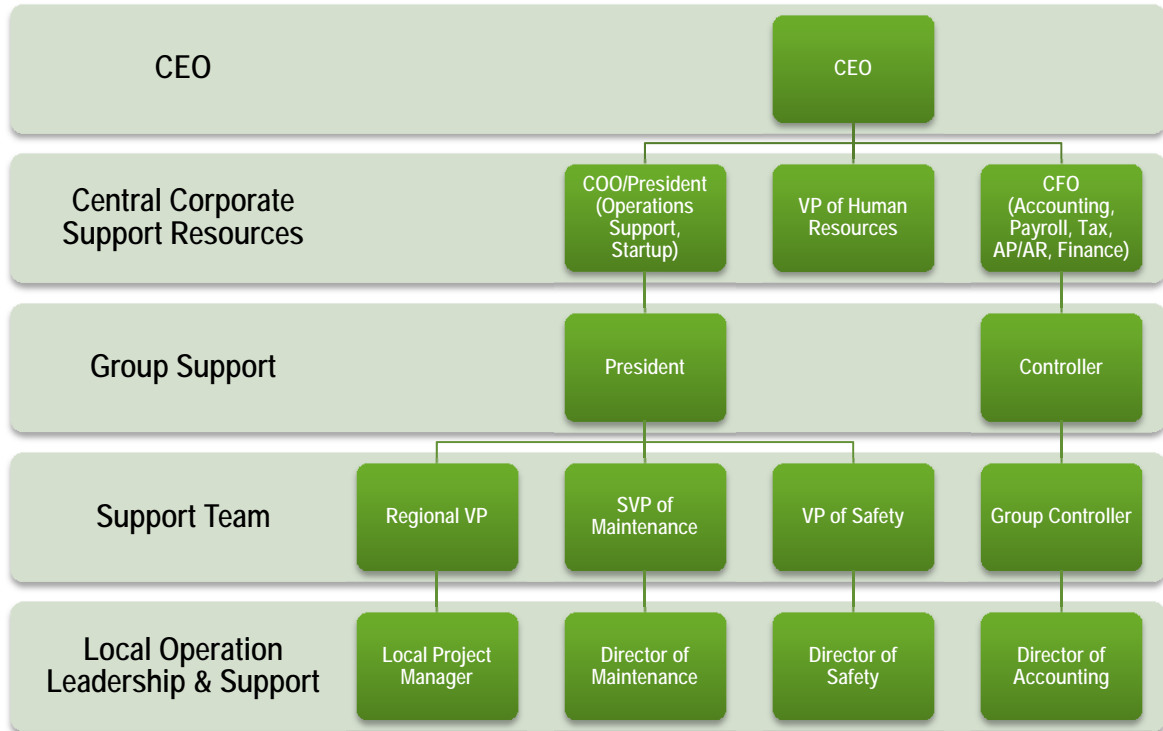 CEO
CEO
Central Corporate
Support Resources
COO/President
(Operations
Support,
Startup)
VP of Human
Resources
CFO
(Accounting,
Payroll, Tax,
AP/AR, Finance)
Group Support
President
Controller
Support Team
Regional VP
SVP of
Maintenance
VP of Safety
Group Controller
Local Operation
Leadership & Support
Local Project
Manager
Director of
Maintenance
Director of
Safety
Director of
Accounting